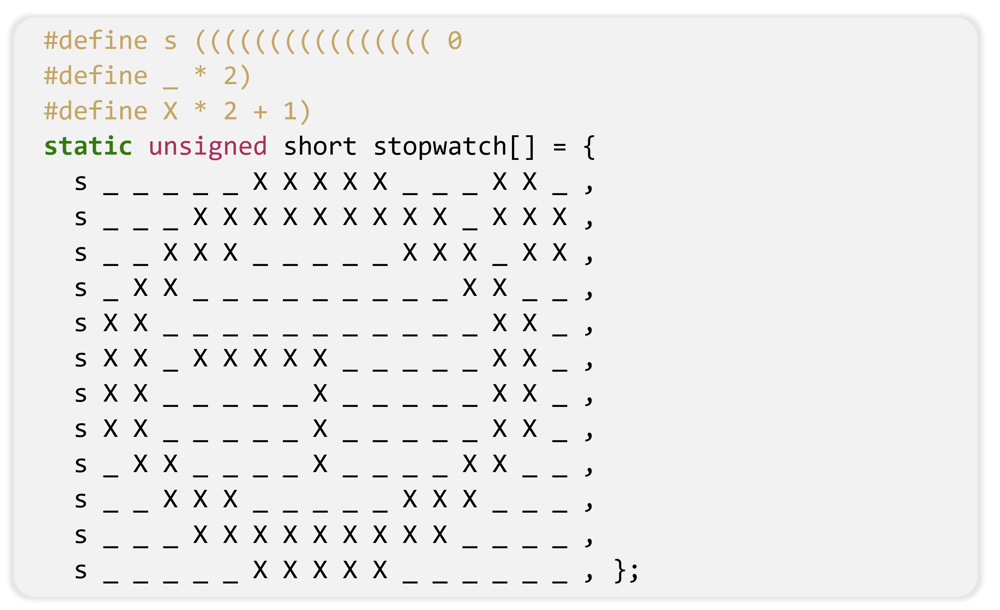 #define s (((((((((((((((( 0
#define _ * 2)
#define X * 2 + 1)
static unsigned short stopwatch[] = {
s _ _ _ _ _ X X X X X _ _ _ X X _ ,
s _ _ _ X X X X X X X X X _ X X X ,
s _ _ X X X _ _ _ _ _ X X X _ X X ,
s _ X X _ _ _ _ _ _ _ _ _ X X _ _ ,
s X X _ _ _ _ _ _ _ _ _ _ _ X X _ ,
s X X _ X X X X X _ _ _ _ _ X X _ ,
s X X _ _ _ _ _ X _ _ _ _ _ X X _ ,
s X X _ _ _ _ _ X _ _ _ _ _ X X _ ,
s _ X X _ _ _ _ X _ _ _ _ X X _ _ ,
s _ _ X X X _ _ _ _ _ X X X _ _ _ ,
s _ _ _ X X X X X X X X X _ _ _ _ ,
s _ _ _ _ _ X X X X X _ _ _ _ _ _ , };